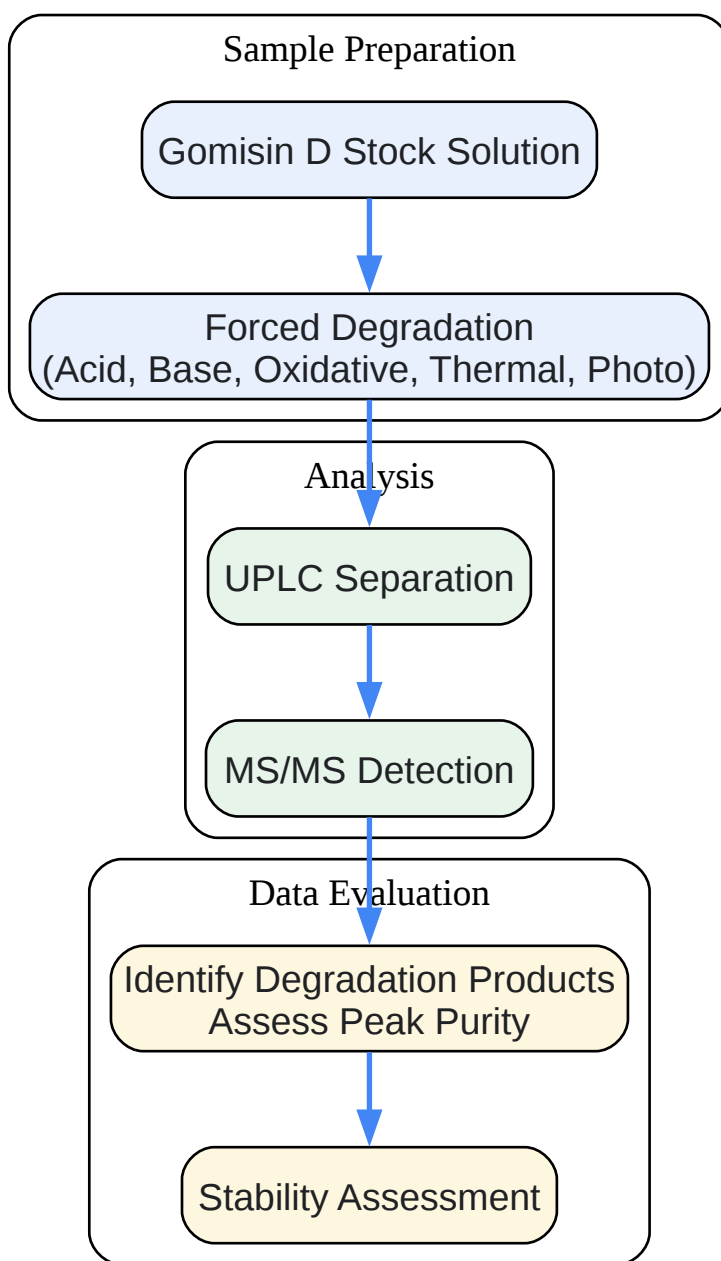 Sample Preparation
Gomisin D Stock Solution
Forced Degradation
(Acid, Base, Oxidative, Thermal, Photo)
Analysis
UPLC Separation
MS/MS Detection
Data Evaluation
Identify Degradation Products
Assess Peak Purity
Stability Assessment